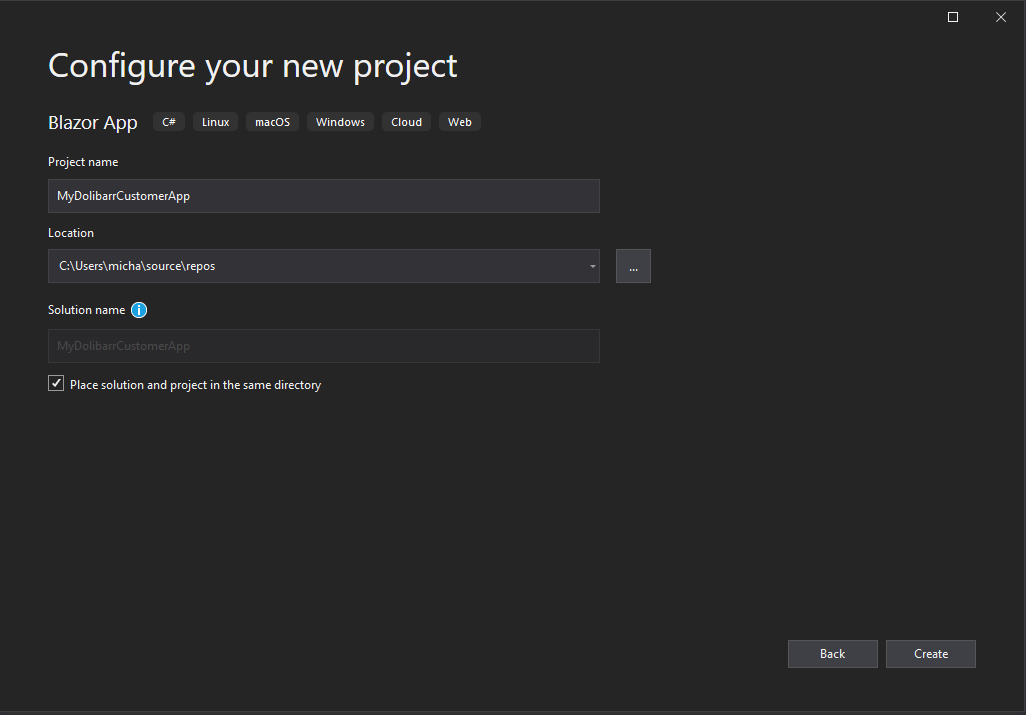 Configure your new project
Blazor App C# Linux macOS Windows Cloud Web
Project name
MyDolibarrCustomerApp
Location
C:\Users\micha\source\repos
...
Solution name
MyDolibarrCustomerApp
Place solution and project in the same directory
Back Create